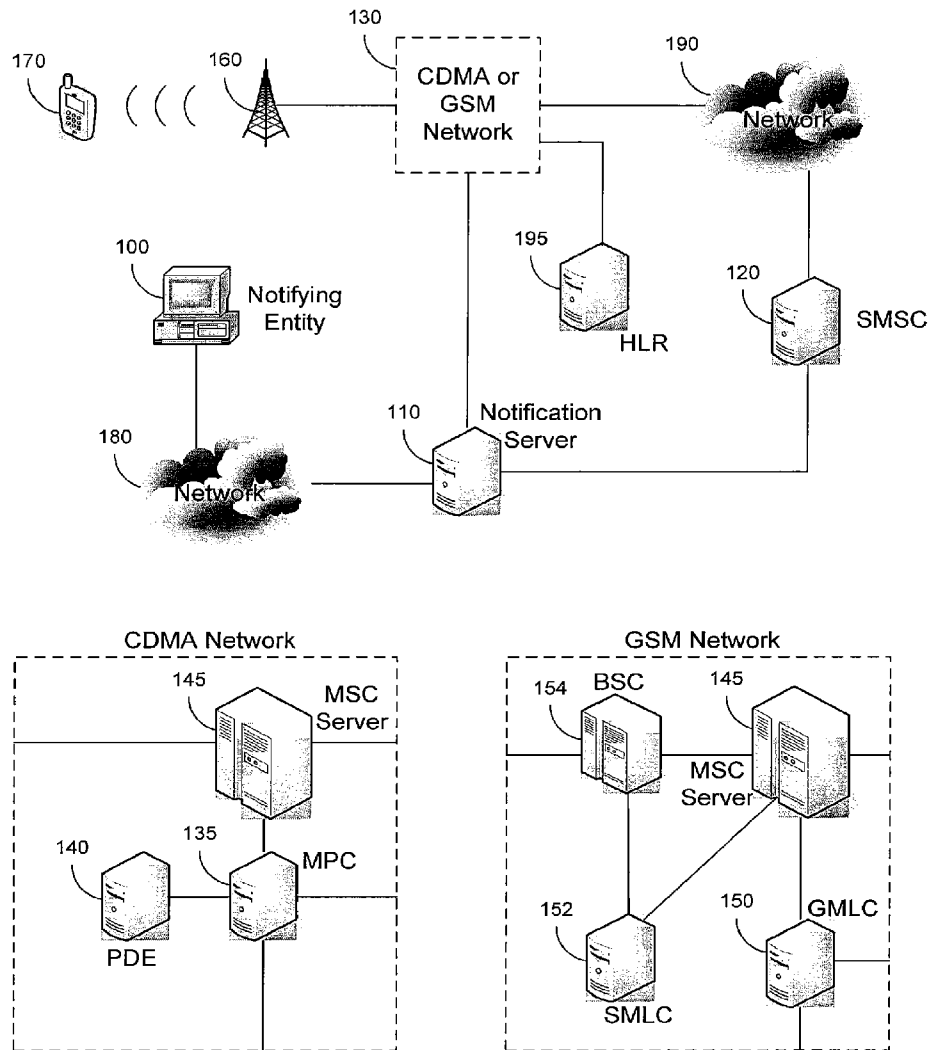 130
170
160
190
CDMA or
GSM
Network
Network
100
195
120
Notifying
Entity
SMSC
HLR
110
Notification
Server
180
Network
CDMA Network
GSM Network
145
MSC
Server
154
BSC
145
MSC
Server
140
135
MPC
PDE
152
150
GMLC
SMLC